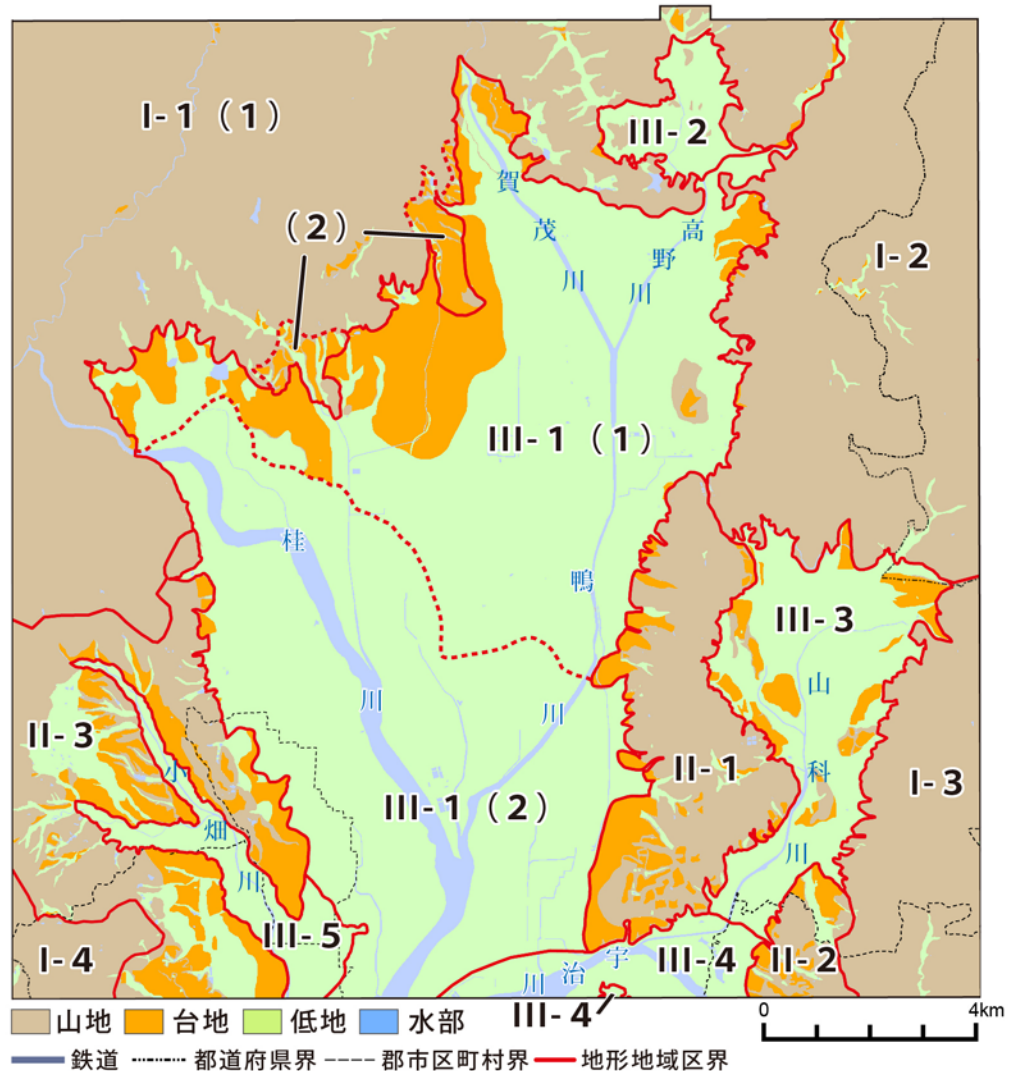 I-1（1）
III-2
賀茂川
高野川
（2）
I-2
III-1（1）
桂川
鴨川
III-3
山科川
II-3
小畑川
II-1
I-3
III-1（2）
III-5
I-4
宇治川
III-4
II-2
III-4
0 4km
山地 台地 低地 水部
鉄道 都道府県界 郡市区町村界 地形地域区界